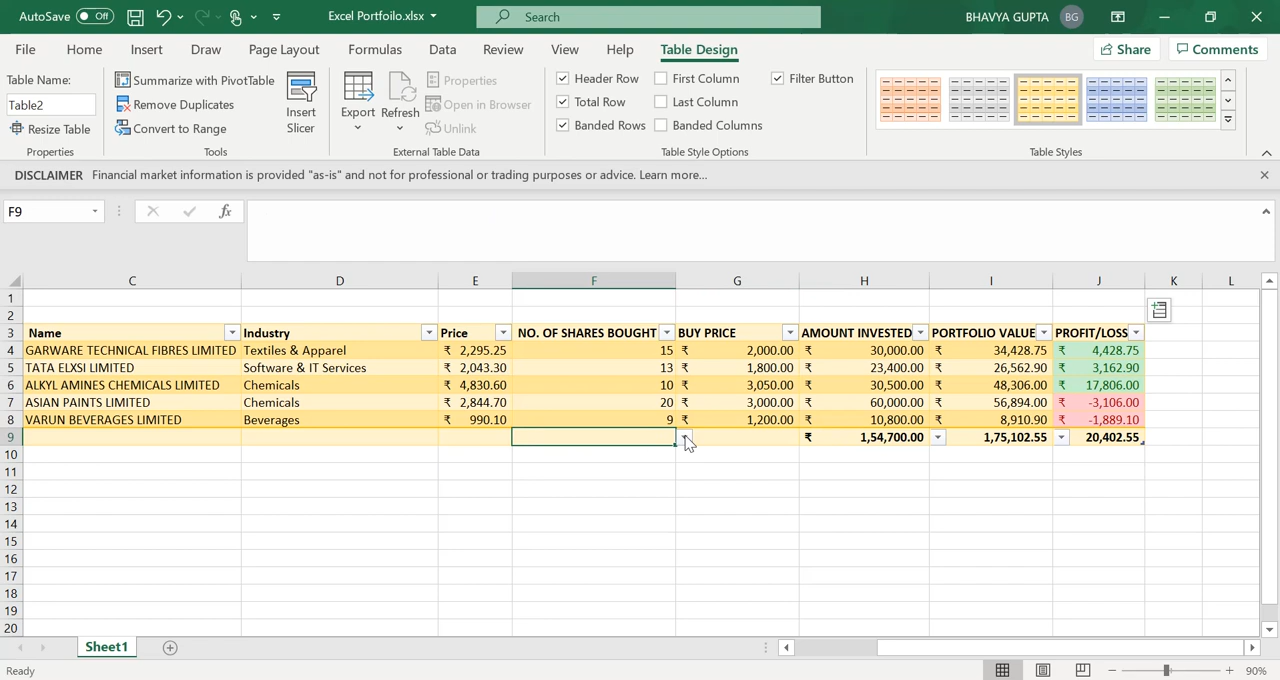 AutoSave Off Excel Portfoilo.xlsx Search BHAVYA GUPTA BG
File Home Insert Draw Page Layout Formulas Data Review View Help Table Design Share Comments
Table Name:
Table2
Resize Table
Properties
Summarize with PivotTable
Remove Duplicates
Convert to Range
Tools
Insert Slicer
Export Refresh
Properties
Open in Browser
Unlink
External Table Data
Header Row First Column Filter Button
Total Row Last Column
Banded Rows Banded Columns
Table Style Options
Table Styles
DISCLAIMER Financial market information is provided "as-is" and not for professional or trading purposes or advice. Learn more...
F9 fx
C D E F G H I J K L
1
2
3 Name Industry Price NO. OF SHARES BOUGHT BUY PRICE AMOUNT INVESTED PORTFOLIO VALUE PROFIT/LOSS
4 GARWARE TECHNICAL FIBRES LIMITED Textiles & Apparel ₹ 2,295.25 15 ₹ 2,000.00 ₹ 30,000.00 ₹ 34,428.75 ₹ 4,428.75
5 TATA ELXSI LIMITED Software & IT Services ₹ 2,043.30 13 ₹ 1,800.00 ₹ 23,400.00 ₹ 26,562.90 ₹ 3,162.90
6 ALKYL AMINES CHEMICALS LIMITED Chemicals ₹ 4,830.60 10 ₹ 3,050.00 ₹ 30,500.00 ₹ 48,306.00 ₹ 17,806.00
7 ASIAN PAINTS LIMITED Chemicals ₹ 2,844.70 20 ₹ 3,000.00 ₹ 60,000.00 ₹ 56,894.00 ₹ -3,106.00
8 VARUN BEVERAGES LIMITED Beverages ₹ 990.10 9 ₹ 1,200.00 ₹ 10,800.00 ₹ 8,910.90 ₹ -1,889.10
9 ₹ 1,54,700.00 1,75,102.55 20,402.55
10
11
12
13
14
15
16
17
18
19
20
Sheet1
Ready 90%